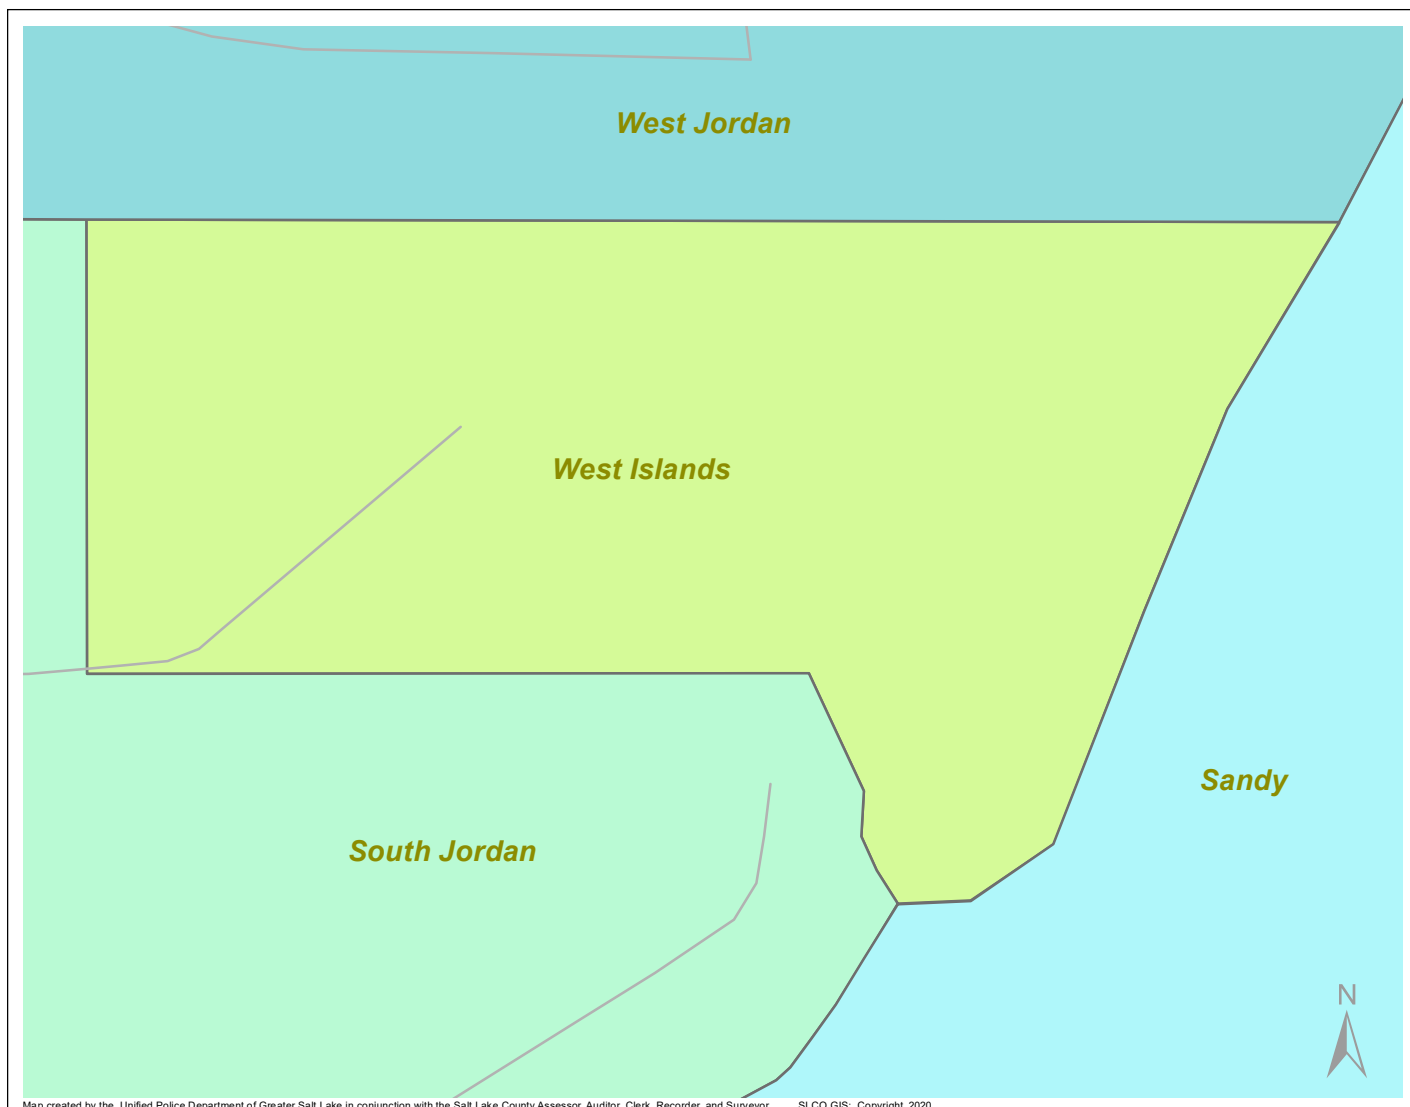 West Jordan
West Islands
Sandy
South Jordan
N
Map created by the Unified Police Department of Greater Salt Lake in conjunction with the Salt Lake County Assessor, Auditor, Clerk, Recorder, and Surveyor. SLCO GIS: Copyright, 2020